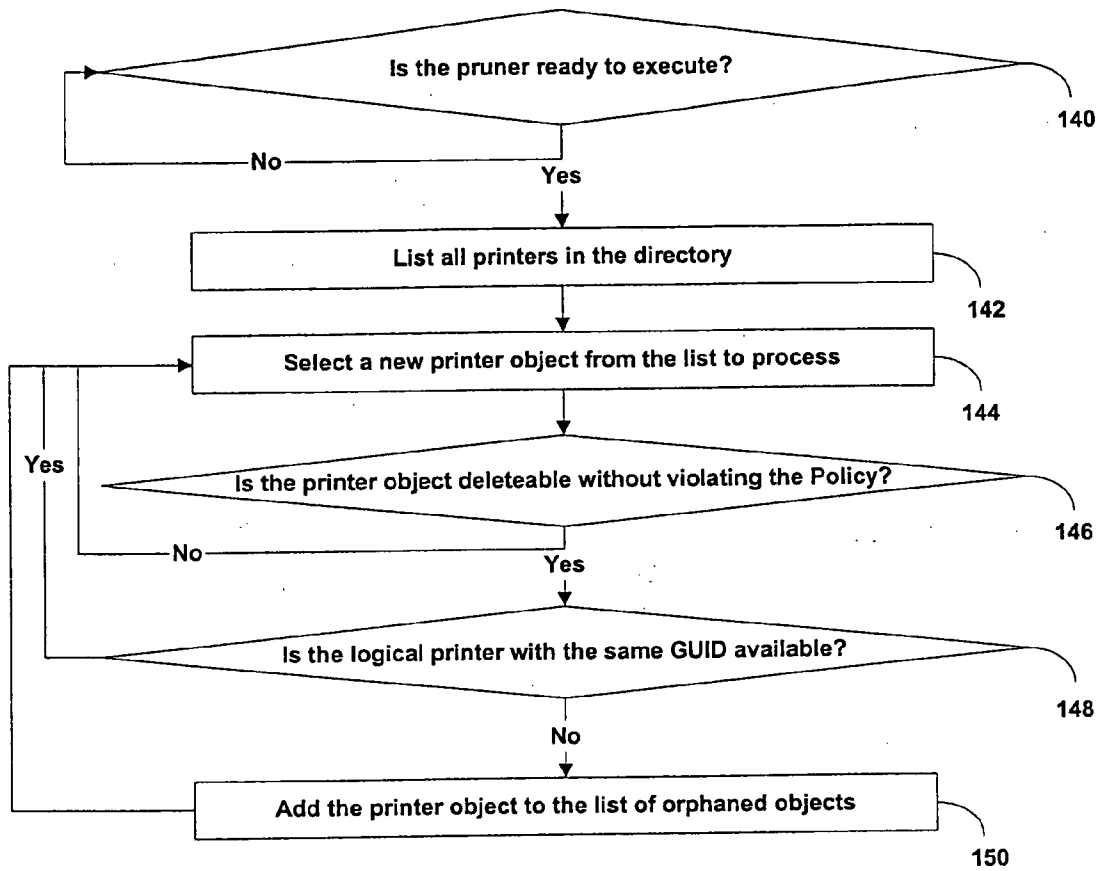 Is the pruner ready to execute?
140
No
Yes
List all printers in the directory
142
Select a new printer object from the list to process
144
Yes
Is the printer object deleteable without violating the Policy?
146
No
Yes
Is the logical printer with the same GUID available?
148
No
Add the printer object to the list of orphaned objects
150